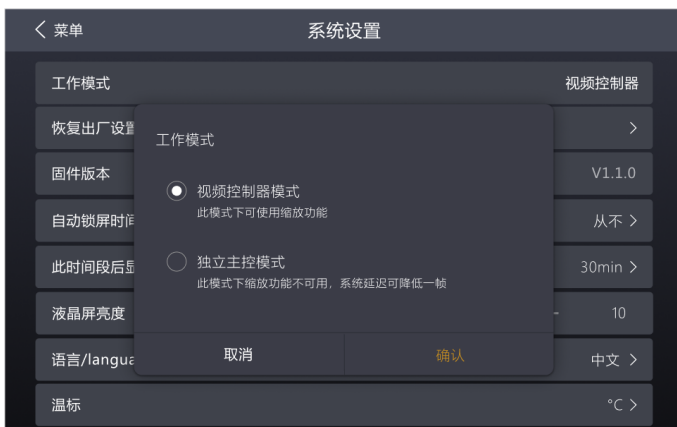 菜单
系统设置
工作模式
视频控制器
恢复出厂设置
固件版本
V1.1.0
自动锁屏时间
从不
此时间段后显
30min
液晶屏亮度
10
语言/langua
中文
温标
°C
工作模式
视频控制器模式
此模式下可使用缩放功能
独立主控模式
此模式下缩放功能不可用，系统延迟可降低一帧
取消
确认